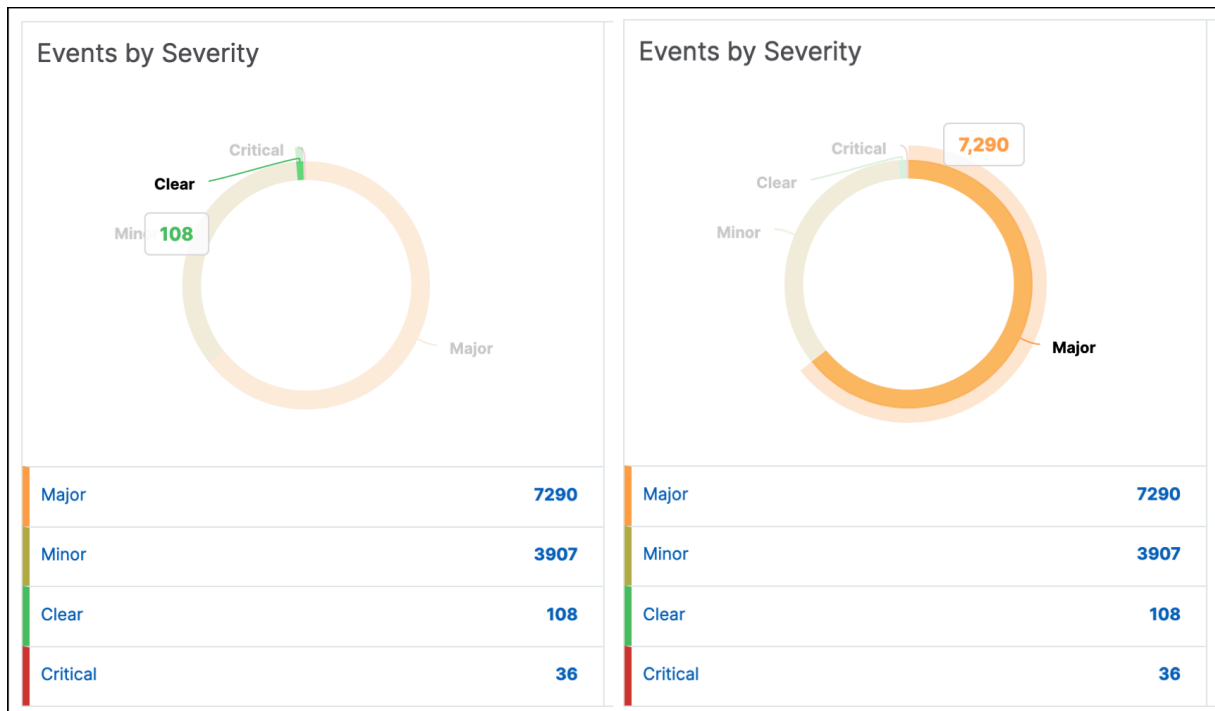 Events by Severity
Critical
Clear
Minor
108
Major
Major 7290
Minor 3907
Clear 108
Critical 36
Events by Severity
7,290
Critical
Clear
Minor
Major
Major 7290
Minor 3907
Clear 108
Critical 36